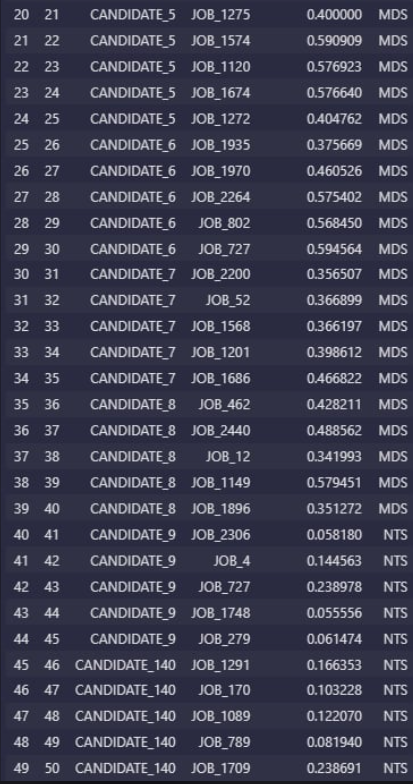 20 21 CANDIDATE_5 JOB_1275 0.400000 MDS
21 22 CANDIDATE_5 JOB_1574 0.590909 MDS
22 23 CANDIDATE_5 JOB_1120 0.576923 MDS
23 24 CANDIDATE_5 JOB_1674 0.576640 MDS
24 25 CANDIDATE_5 JOB_1272 0.404762 MDS
25 26 CANDIDATE_6 JOB_1935 0.375669 MDS
26 27 CANDIDATE_6 JOB_1970 0.460526 MDS
27 28 CANDIDATE_6 JOB_2264 0.575402 MDS
28 29 CANDIDATE_6 JOB_802 0.568450 MDS
29 30 CANDIDATE_6 JOB_727 0.594564 MDS
30 31 CANDIDATE_7 JOB_2200 0.356507 MDS
31 32 CANDIDATE_7 JOB_52 0.366899 MDS
32 33 CANDIDATE_7 JOB_1568 0.366197 MDS
33 34 CANDIDATE_7 JOB_1201 0.398612 MDS
34 35 CANDIDATE_7 JOB_1686 0.466822 MDS
35 36 CANDIDATE_8 JOB_462 0.428211 MDS
36 37 CANDIDATE_8 JOB_2440 0.488562 MDS
37 38 CANDIDATE_8 JOB_12 0.341993 MDS
38 39 CANDIDATE_8 JOB_1149 0.579451 MDS
39 40 CANDIDATE_8 JOB_1896 0.351272 MDS
40 41 CANDIDATE_9 JOB_2306 0.058180 NTS
41 42 CANDIDATE_9 JOB_4 0.144563 NTS
42 43 CANDIDATE_9 JOB_727 0.238978 NTS
43 44 CANDIDATE_9 JOB_1748 0.055556 NTS
44 45 CANDIDATE_9 JOB_279 0.061474 NTS
45 46 CANDIDATE_140 JOB_1291 0.166353 NTS
46 47 CANDIDATE_140 JOB_170 0.103228 NTS
47 48 CANDIDATE_140 JOB_1089 0.122070 NTS
48 49 CANDIDATE_140 JOB_789 0.081940 NTS
49 50 CANDIDATE_140 JOB_1709 0.238691 NTS